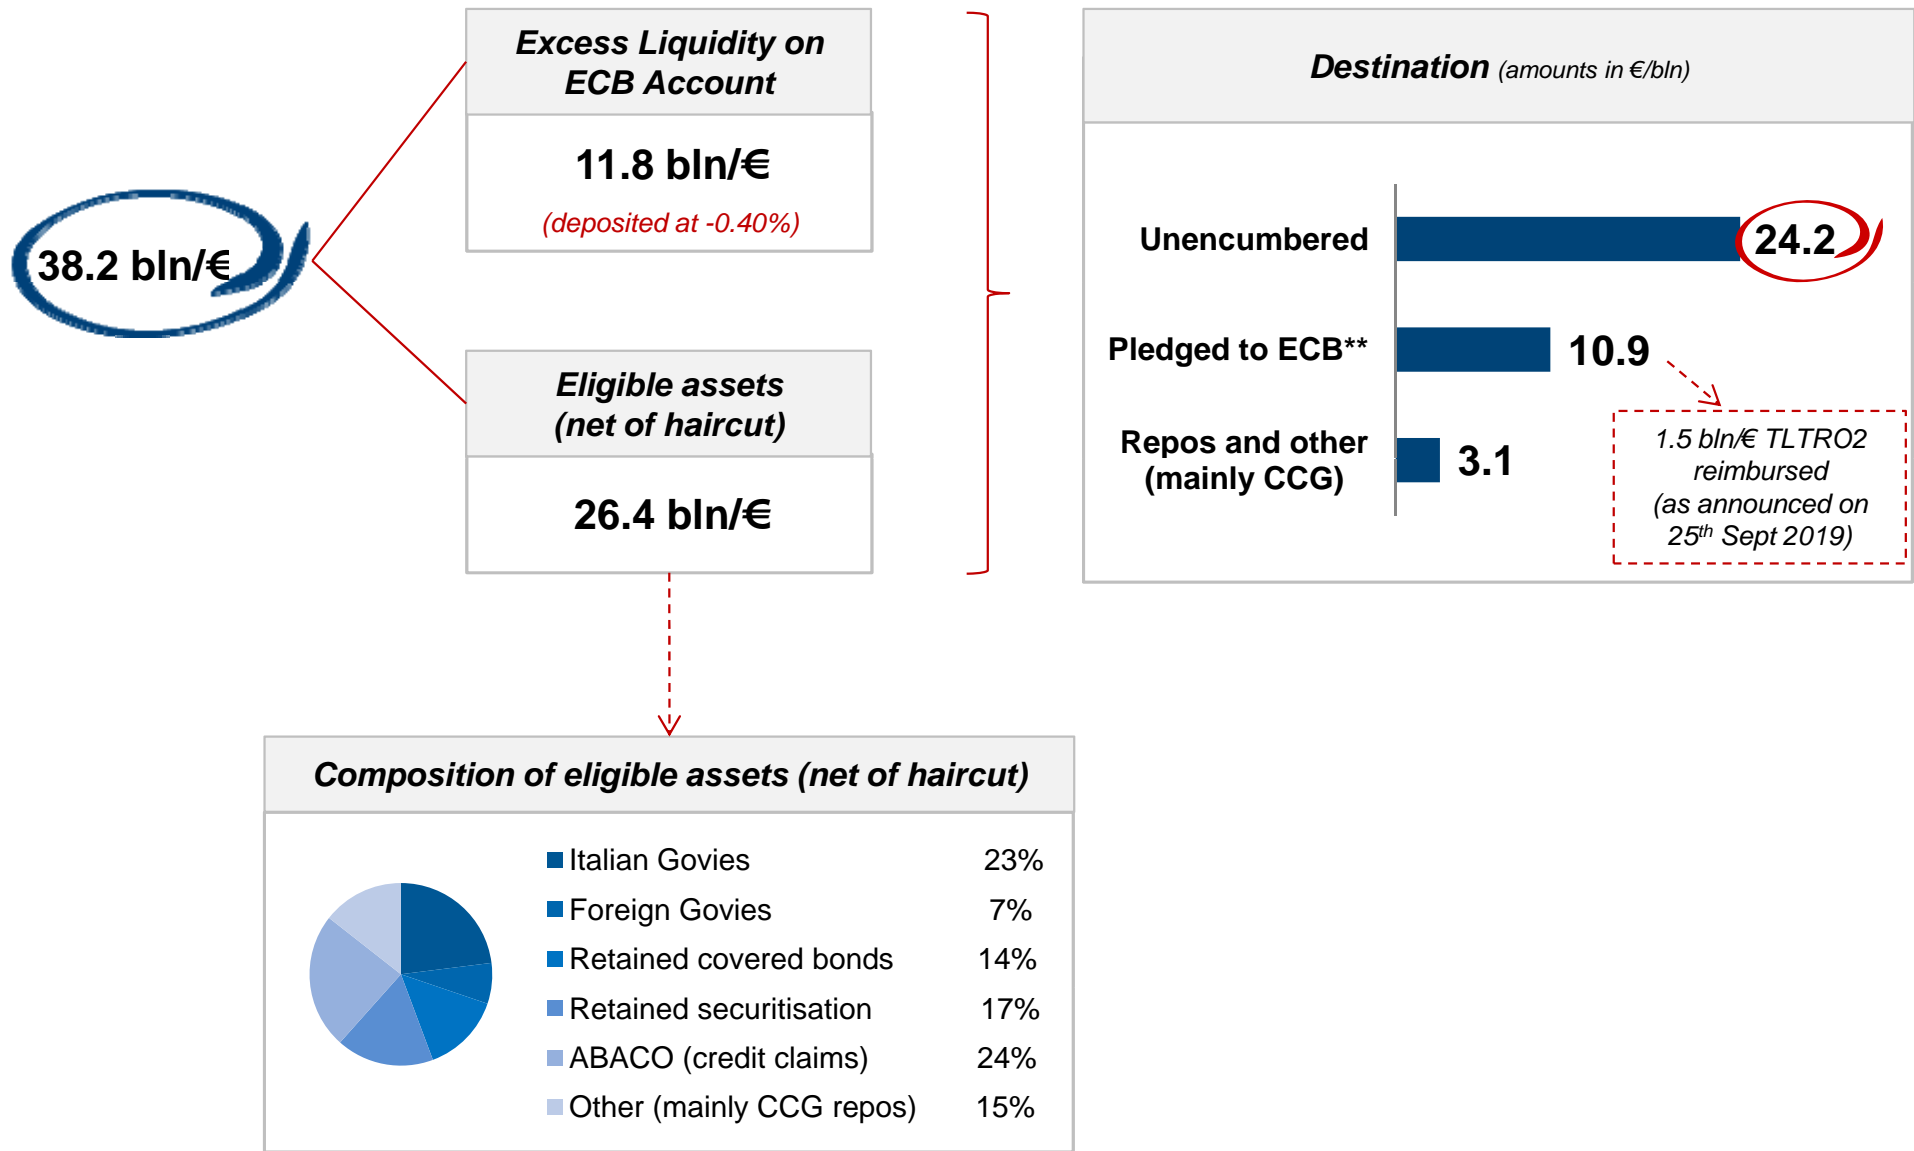 38.2 bln/€
Excess Liquidity on
ECB Account
11.8 bln/€
(deposited at -0.40%)
Eligible assets
(net of haircut)
26.4 bln/€
Destination (amounts in €/bln)
Unencumbered 24.2
Pledged to ECB** 10.9
Repos and other
(mainly CCG) 3.1
1.5 bln/€ TLTRO2
reimbursed
(as announced on
25th Sept 2019)
Composition of eligible assets (net of haircut)
Italian Govies 23%
Foreign Govies 7%
Retained covered bonds 14%
Retained securitisation 17%
ABACO (credit claims) 24%
Other (mainly CCG repos) 15%